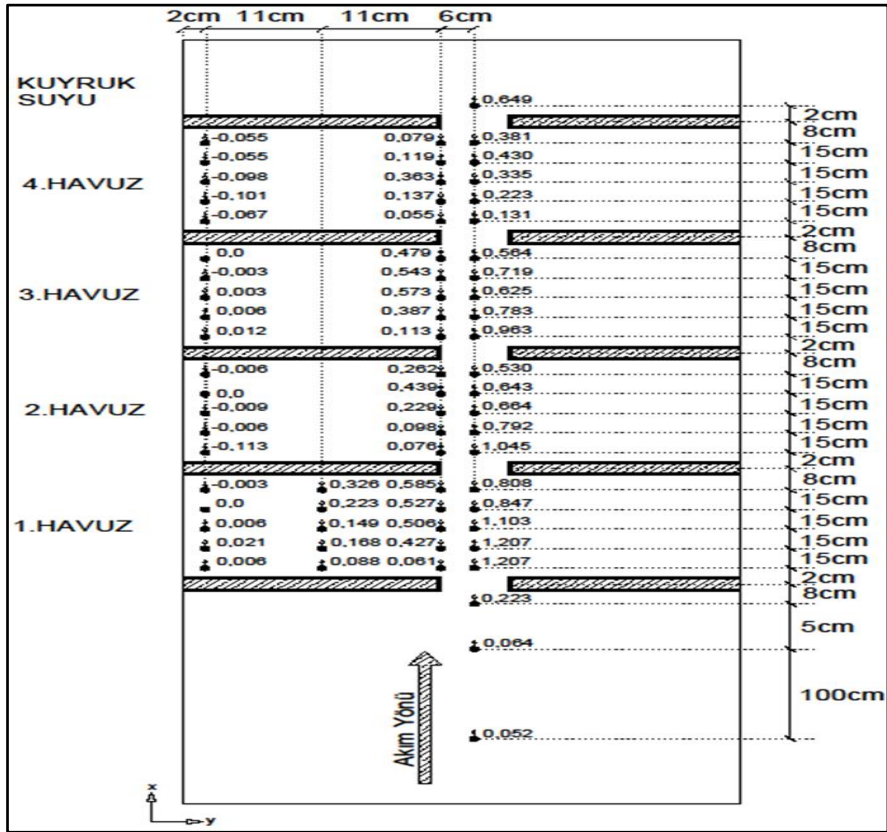 2cm 11cm 11cm 6cm
KUYRUK
SUYU
0,649
2cm
-0,055 0,079 0,381
8cm
-0,055 0,119 0,430
15cm
4.HAVUZ
-0,098 0,363 0,335
15cm
-0,101 0,137 0,223
15cm
-0,067 0,055 0,131
15cm
2cm
0,0 0,479 0,564
8cm
-0,003 0,543 0,719
15cm
3.HAVUZ
0,003 0,573 0,625
15cm
0,006 0,387 0,783
15cm
0,012 0,113 0,963
15cm
2cm
-0,006 0,262 0,530
8cm
0,0 0,439 0,643
15cm
2.HAVUZ
-0,009 0,229 0,664
15cm
-0,006 0,098 0,792
15cm
-0,113 0,076 1,045
15cm
2cm
-0,003 0,326 0,585 0,808
8cm
0,0 0,223 0,527 0,847
15cm
1.HAVUZ
0,006 0,149 0,506 1,103
15cm
0,021 0,168 0,427 1,207
15cm
0,006 0,088 0,061 1,207
15cm
2cm
0,223
8cm
5cm
0,064
100cm
Akım Yönü
0,052
x
y